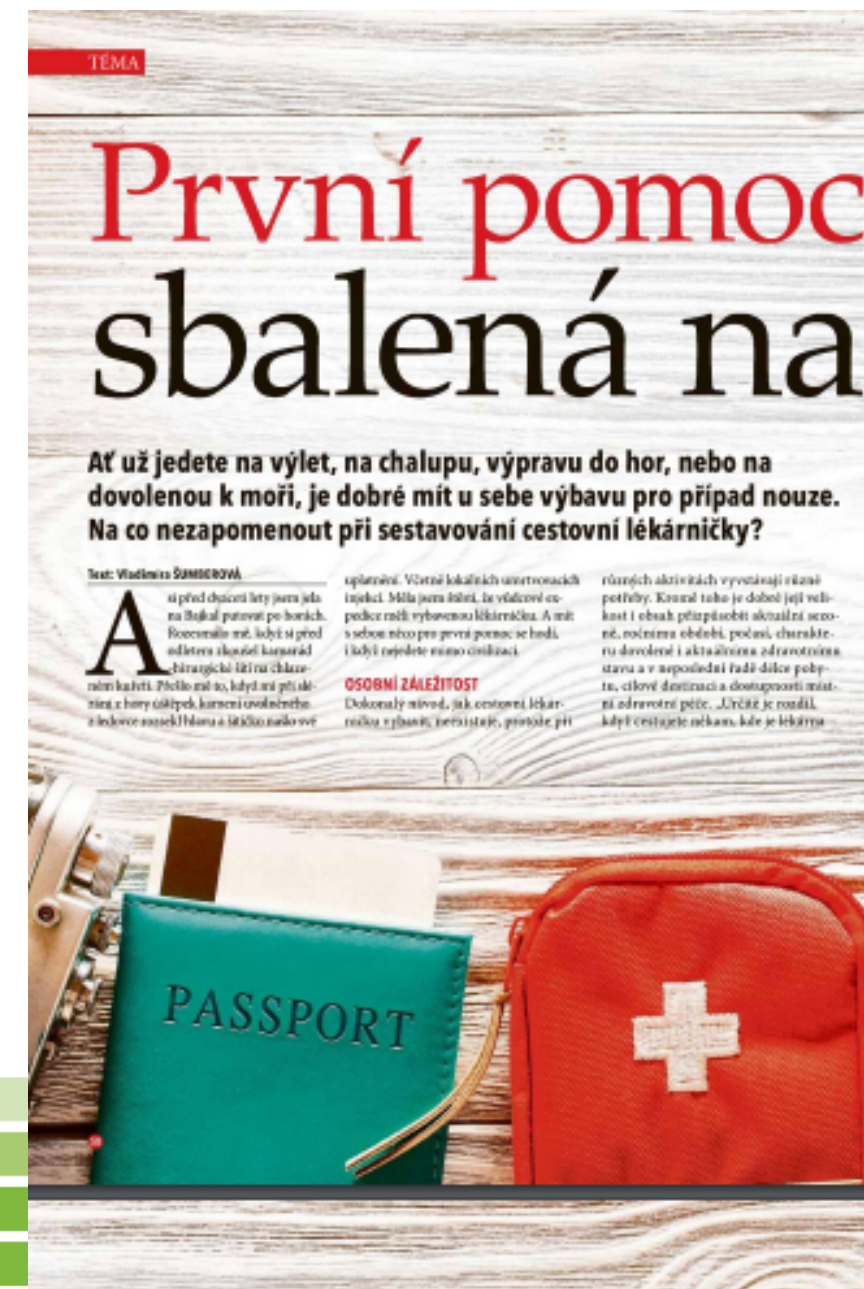 TÉMA
První pomoc
sbalená na
Ať už jedete na výlet, na chalupu, výpravu do hor, nebo na
dovolenou k moři, je dobré mít u sebe výbavu pro případ nouze.
Na co nezapomenout při sestavování cestovní lékárničky?
Text: Vladimíra ŠUMBEROVÁ
Asi před dvaceti lety jsem jela
na Bajkal putovat po horách.
Rozesmálo mě, když si před
odletem zkoušel kamarád
chirurgické šití na chlaze-
ném kuřeti. Přešlo mě to, když mi při slé-
zání z hory úštěpek kamení uvolněného
z ledovce rozsekl hlavu a šitíčko našlo své
uplatnění. Včetně lokálních umrtvovacích
injekcí. Měla jsem štěstí, že vůdcové ex-
pedice měli vybavenou lékárničku. A mít
s sebou něco pro první pomoc se hodí,
i když nejedete mimo civilizaci.
OSOBNÍ ZÁLEŽITOST
Dokonalý návod, jak cestovní lékár-
ničku vybavit, neexistuje, protože při
různých aktivitách vyvstávají různé
potřeby. Kromě toho je dobré její veli-
kost i obsah přizpůsobit aktuální sezo-
ně, ročnímu období, počasí, charakte-
ru dovolené i aktuálnímu zdravotnímu
stavu a v neposlední řadě délce poby-
tu, cílové destinaci a dostupnosti míst-
ní zdravotní péče. „Určitě je rozdíl,
když cestujete někam, kde je lékárna
PASSPORT